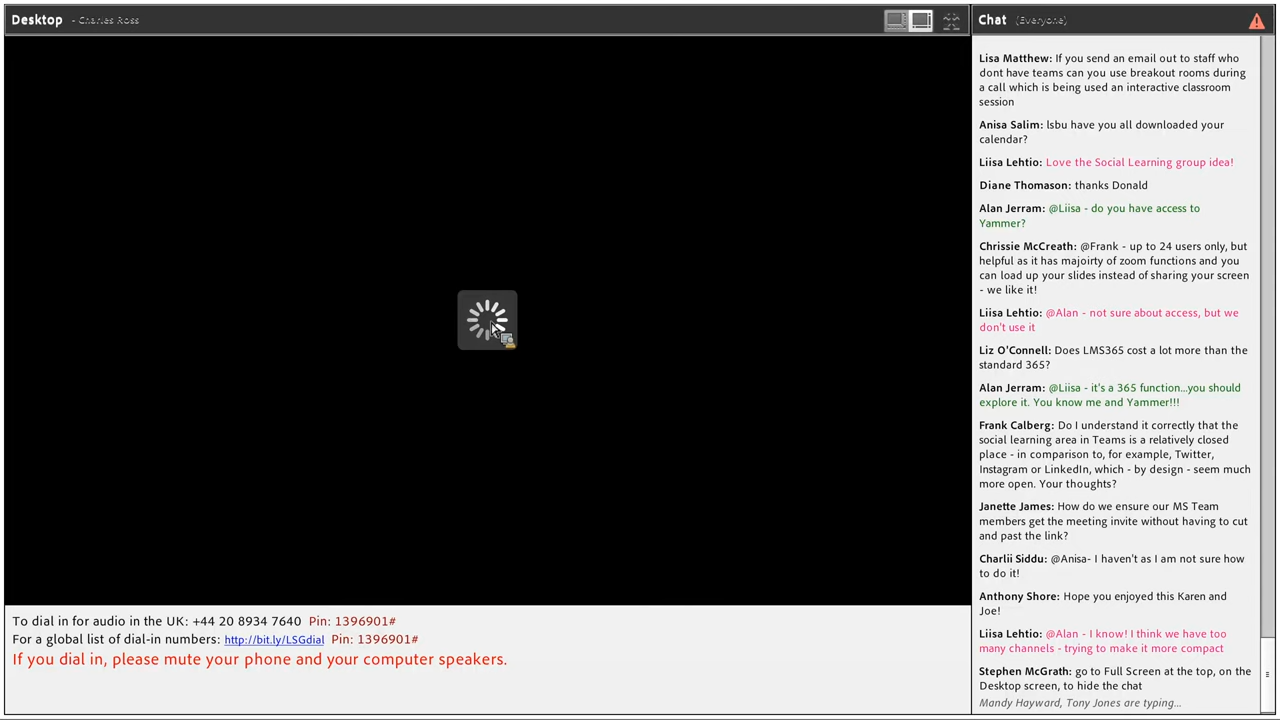 Desktop - Charles Ross
To dial in for audio in the UK: +44 20 8934 7640 Pin: 1396901#
For a global list of dial-in numbers: http://bit.ly/LSGdial Pin: 1396901#
If you dial in, please mute your phone and your computer speakers.
Chat (Everyone)
Lisa Matthew: If you send an email out to staff who
dont have teams can you use breakout rooms during
a call which is being used an interactive classroom
session
Anisa Salim: lsbu have you all downloaded your
calendar?
Liisa Lehtio: Love the Social Learning group idea!
Diane Thomason: thanks Donald
Alan Jerram: @Liisa - do you have access to
Yammer?
Chrissie McCreath: @Frank - up to 24 users only, but
helpful as it has majoirty of zoom functions and you
can load up your slides instead of sharing your screen
- we like it!
Liisa Lehtio: @Alan - not sure about access, but we
don't use it
Liz O'Connell: Does LMS365 cost a lot more than the
standard 365?
Alan Jerram: @Liisa - it's a 365 function...you should
explore it. You know me and Yammer!!!
Frank Calberg: Do I understand it correctly that the
social learning area in Teams is a relatively closed
place - in comparison to, for example, Twitter,
Instagram or LinkedIn, which - by design - seem much
more open. Your thoughts?
Janette James: How do we ensure our MS Team
members get the meeting invite without having to cut
and past the link?
Charlii Siddu: @Anisa- I haven't as I am not sure how
to do it!
Anthony Shore: Hope you enjoyed this Karen and
Joe!
Liisa Lehtio: @Alan - I know! I think we have too
many channels - trying to make it more compact
Stephen McGrath: go to Full Screen at the top, on the
Desktop screen, to hide the chat
Mandy Hayward, Tony Jones are typing...